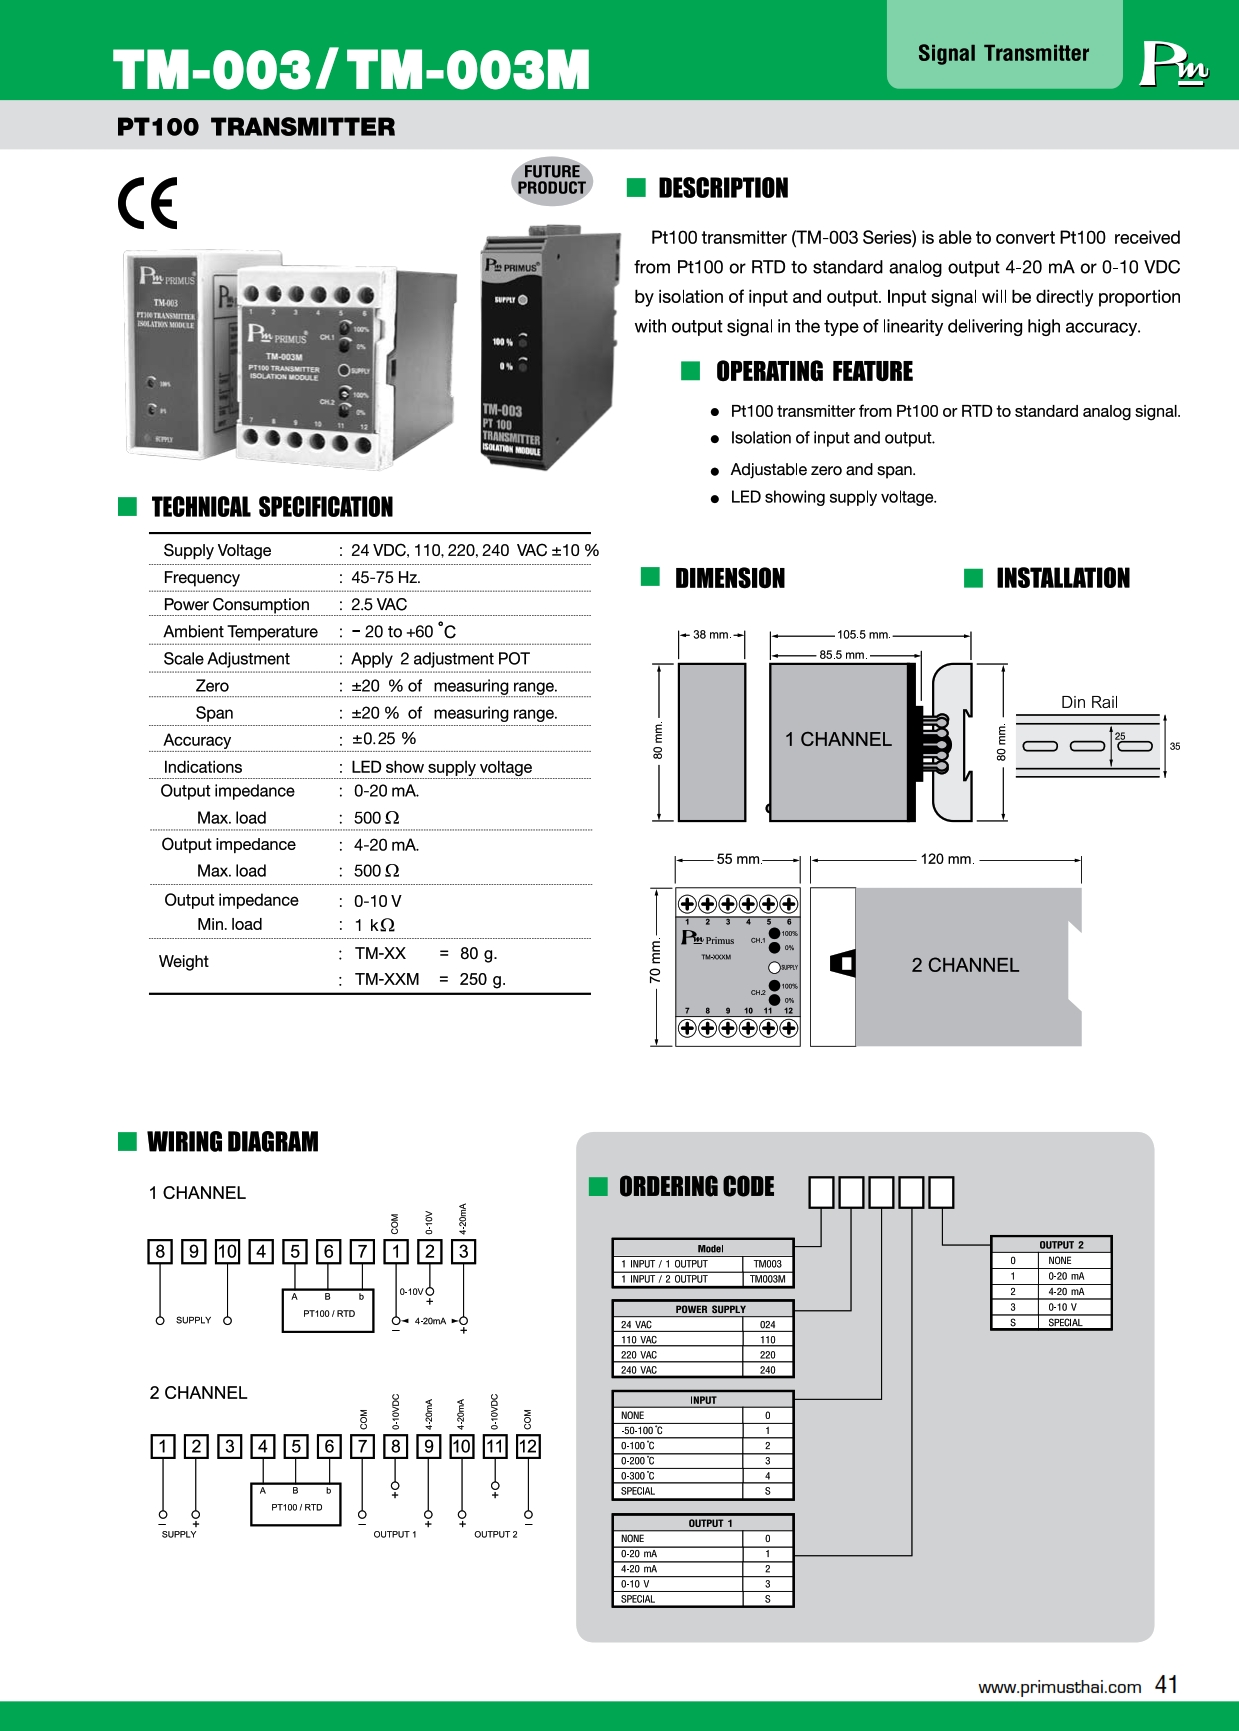 TM-003/TM-003M
Signal Transmitter
Pm
PT100 TRANSMITTER
CE
FUTURE
PRODUCT
Pm PRIMUS
TM-003
PT100 TRANSMITTER
ISOLATION MODULE
100%
0%
SUPPLY
1 2 3 4 5 6
Pm PRIMUS®
CH.1
100%
0%
TM-003M
PT100 TRANSMITTER
ISOLATION MODULE
SUPPLY
CH.2
100%
0%
7 8 9 10 11 12
Pm PRIMUS®
SUPPLY
100 %
0 %
TM-003
PT 100
TRANSMITTER
ISOLATION MODULE
DESCRIPTION
Pt100 transmitter (TM-003 Series) is able to convert Pt100 received
from Pt100 or RTD to standard analog output 4-20 mA or 0-10 VDC
by isolation of input and output. Input signal will be directly proportion
with output signal in the type of linearity delivering high accuracy.
OPERATING FEATURE
● Pt100 transmitter from Pt100 or RTD to standard analog signal.
● Isolation of input and output.
● Adjustable zero and span.
● LED showing supply voltage.
TECHNICAL SPECIFICATION
Supply Voltage : 24 VDC, 110, 220, 240 VAC ±10 %
Frequency : 45-75 Hz.
Power Consumption : 2.5 VAC
Ambient Temperature : – 20 to +60 °C
Scale Adjustment : Apply 2 adjustment POT
Zero : ±20 % of measuring range.
Span : ±20 % of measuring range.
Accuracy : ±0.25 %
Indications : LED show supply voltage
Output impedance : 0-20 mA.
Max. load : 500 Ω
Output impedance : 4-20 mA.
Max. load : 500 Ω
Output impedance : 0-10 V
Min. load : 1 kΩ
Weight : TM-XX = 80 g.
: TM-XXM = 250 g.
DIMENSION
INSTALLATION
38 mm.
105.5 mm.
85.5 mm.
80 mm.
1 CHANNEL
80 mm.
Din Rail
25
35
55 mm.
120 mm.
70 mm.
1 2 3 4 5 6
Pm Primus
TM-XXXM
CH.1
100%
0%
SUPPLY
CH.2
100%
0%
7 8 9 10 11 12
2 CHANNEL
WIRING DIAGRAM
1 CHANNEL
COM 0-10V 4-20mA
8 9 10 4 5 6 7 1 2 3
A B b
PT100 / RTD
SUPPLY
0-10V
+
4-20mA
– +
2 CHANNEL
COM 0-10VDC 4-20mA 4-20mA 0-10VDC COM
1 2 3 4 5 6 7 8 9 10 11 12
A B b
PT100 / RTD
+ +
– + – + + –
SUPPLY OUTPUT 1 OUTPUT 2
ORDERING CODE
Model
1 INPUT / 1 OUTPUT TM003
1 INPUT / 2 OUTPUT TM003M
POWER SUPPLY
24 VAC 024
110 VAC 110
220 VAC 220
240 VAC 240
INPUT
NONE 0
-50-100 °C 1
0-100 °C 2
0-200 °C 3
0-300 °C 4
SPECIAL S
OUTPUT 1
NONE 0
0-20 mA 1
4-20 mA 2
0-10 V 3
SPECIAL S
OUTPUT 2
0 NONE
1 0-20 mA
2 4-20 mA
3 0-10 V
S SPECIAL
www.primusthai.com 41